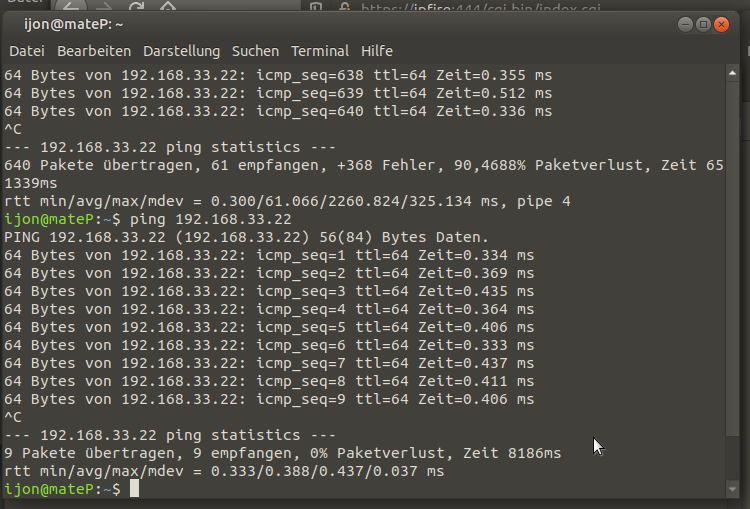 https://ipfire:444/cgi-bin/index.cgi
ijon@mateP: ~
Datei Bearbeiten Darstellung Suchen Terminal Hilfe
64 Bytes von 192.168.33.22: icmp_seq=638 ttl=64 Zeit=0.355 ms
64 Bytes von 192.168.33.22: icmp_seq=639 ttl=64 Zeit=0.512 ms
64 Bytes von 192.168.33.22: icmp_seq=640 ttl=64 Zeit=0.336 ms
^C
--- 192.168.33.22 ping statistics ---
640 Pakete übertragen, 61 empfangen, +368 Fehler, 90,4688% Paketverlust, Zeit 65
1339ms
rtt min/avg/max/mdev = 0.300/61.066/2260.824/325.134 ms, pipe 4
ijon@mateP:~$ ping 192.168.33.22
PING 192.168.33.22 (192.168.33.22) 56(84) Bytes Daten.
64 Bytes von 192.168.33.22: icmp_seq=1 ttl=64 Zeit=0.334 ms
64 Bytes von 192.168.33.22: icmp_seq=2 ttl=64 Zeit=0.369 ms
64 Bytes von 192.168.33.22: icmp_seq=3 ttl=64 Zeit=0.435 ms
64 Bytes von 192.168.33.22: icmp_seq=4 ttl=64 Zeit=0.364 ms
64 Bytes von 192.168.33.22: icmp_seq=5 ttl=64 Zeit=0.406 ms
64 Bytes von 192.168.33.22: icmp_seq=6 ttl=64 Zeit=0.333 ms
64 Bytes von 192.168.33.22: icmp_seq=7 ttl=64 Zeit=0.437 ms
64 Bytes von 192.168.33.22: icmp_seq=8 ttl=64 Zeit=0.411 ms
64 Bytes von 192.168.33.22: icmp_seq=9 ttl=64 Zeit=0.406 ms
^C
--- 192.168.33.22 ping statistics ---
9 Pakete übertragen, 9 empfangen, 0% Paketverlust, Zeit 8186ms
rtt min/avg/max/mdev = 0.333/0.388/0.437/0.037 ms
ijon@mateP:~$